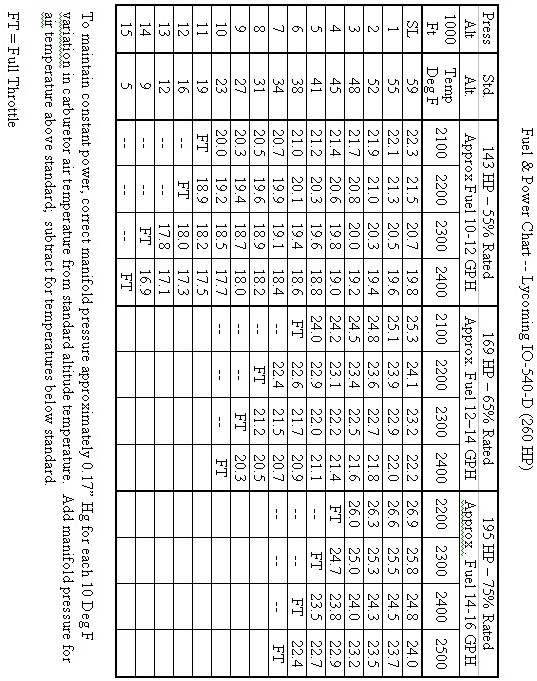 Fuel & Power Chart -- Lycoming IO-540-D (260 HP)
Press Std. 143 HP – 55% Rated 169 HP – 65% Rated 195 HP – 75% Rated
Alt Alt Approx Fuel 10-12 GPH Approx. Fuel 12–14 GPH Approx. Fuel 14-16 GPH
1000 Temp 2100 2200 2300 2400 2100 2200 2300 2400 2200 2300 2400 2500
Ft Deg F
SL 59 22.3 21.5 20.7 19.8 25.3 24.1 23.2 22.2 26.9 25.8 24.8 24.0
1 55 22.1 21.3 20.5 19.6 25.1 23.9 22.9 22.0 26.6 25.5 24.5 23.7
2 52 21.9 21.0 20.3 19.4 24.8 23.6 22.7 21.8 26.3 25.3 24.3 23.5
3 48 21.7 20.8 20.0 19.2 24.5 23.4 22.5 21.6 26.0 25.0 24.0 23.2
4 45 21.4 20.6 19.8 19.0 24.2 23.1 22.2 21.4 FT 24.7 23.8 22.9
5 41 21.2 20.3 19.6 18.8 24.0 22.9 22.0 21.1 -- FT 23.5 22.7
6 38 21.0 20.1 19.4 18.6 FT 22.6 21.7 20.9 -- -- FT 22.4
7 34 20.7 19.9 19.1 18.4 -- 22.4 21.5 20.7 -- -- -- FT
8 31 20.5 19.6 18.9 18.2 -- FT 21.2 20.5
9 27 20.3 19.4 18.7 18.0 -- -- FT 20.3
10 23 20.0 19.2 18.5 17.7 -- -- -- FT
11 19 FT 18.9 18.2 17.5
12 16 -- FT 18.0 17.3
13 12 -- -- 17.8 17.1
14 9 -- -- FT 16.9
15 5 -- -- -- FT
To maintain constant power, correct manifold pressure approximately 0.17" Hg for each 10 Deg F
variation in carburetor air temperature from standard altitude temperature. Add manifold pressure for
air temperature above standard; subtract for temperatures below standard.
FT = Full Throttle